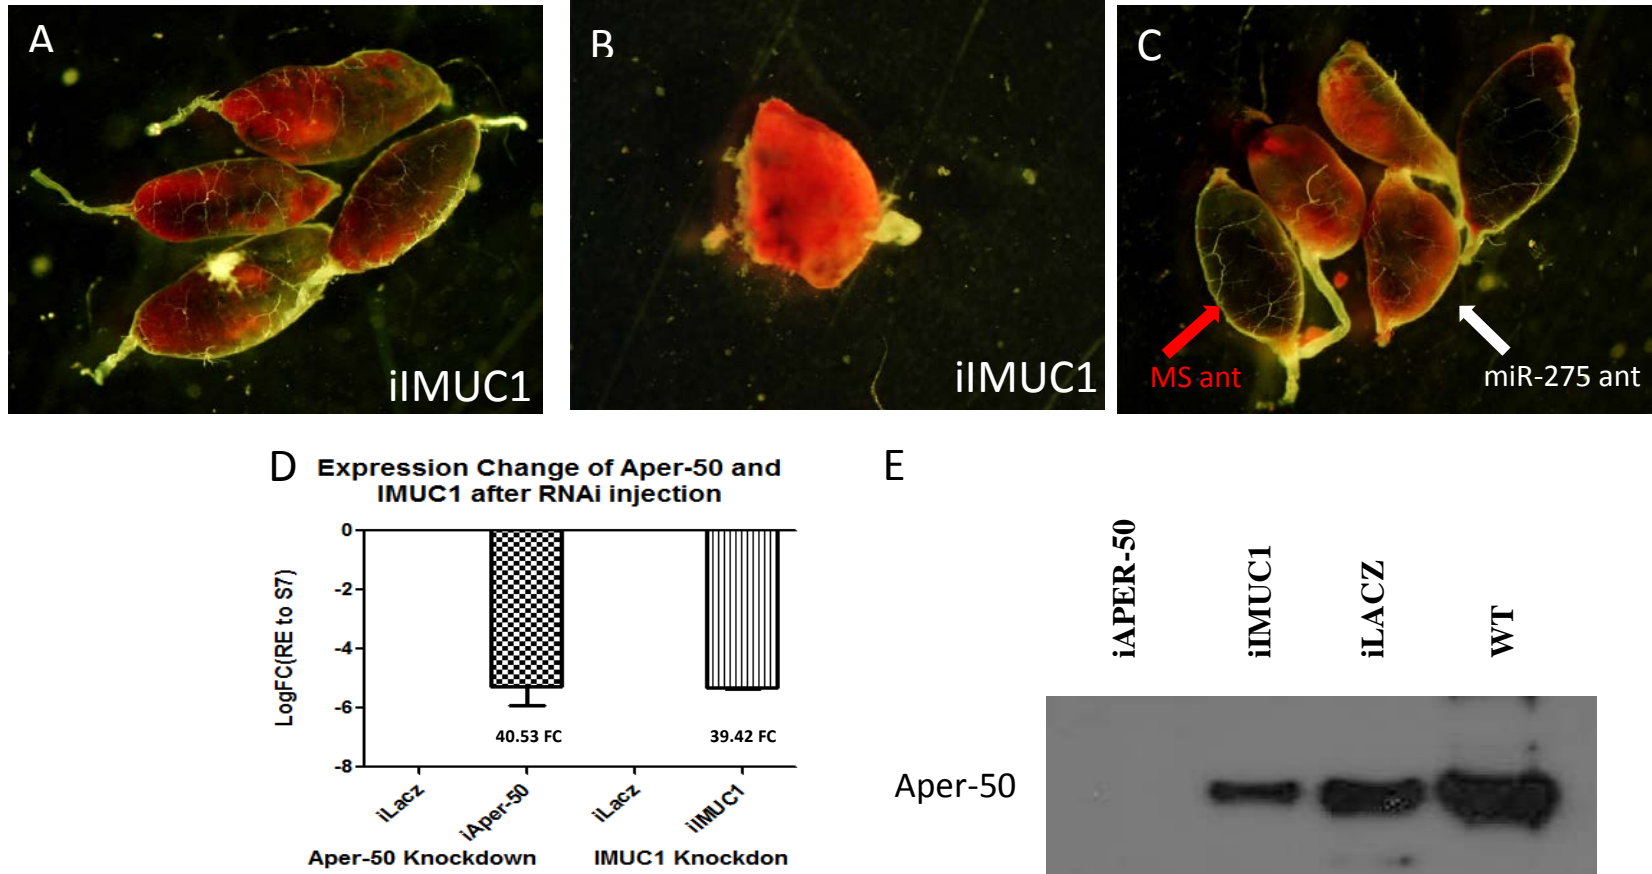 A
iIMUC1
B
iIMUC1
C
MS ant
miR-275 ant
D
Expression Change of Aper-50 and
IMUC1 after RNAi injection
LogFC(RE to S7)
0
-2
-4
-6
-8
40.53 FC
39.42 FC
iLacz
iAper-50
iLacz
iIMUC1
Aper-50 Knockdown
IMUC1 Knockdon
E
iAPER-50
iIMUC1
iLACZ
WT
Aper-50